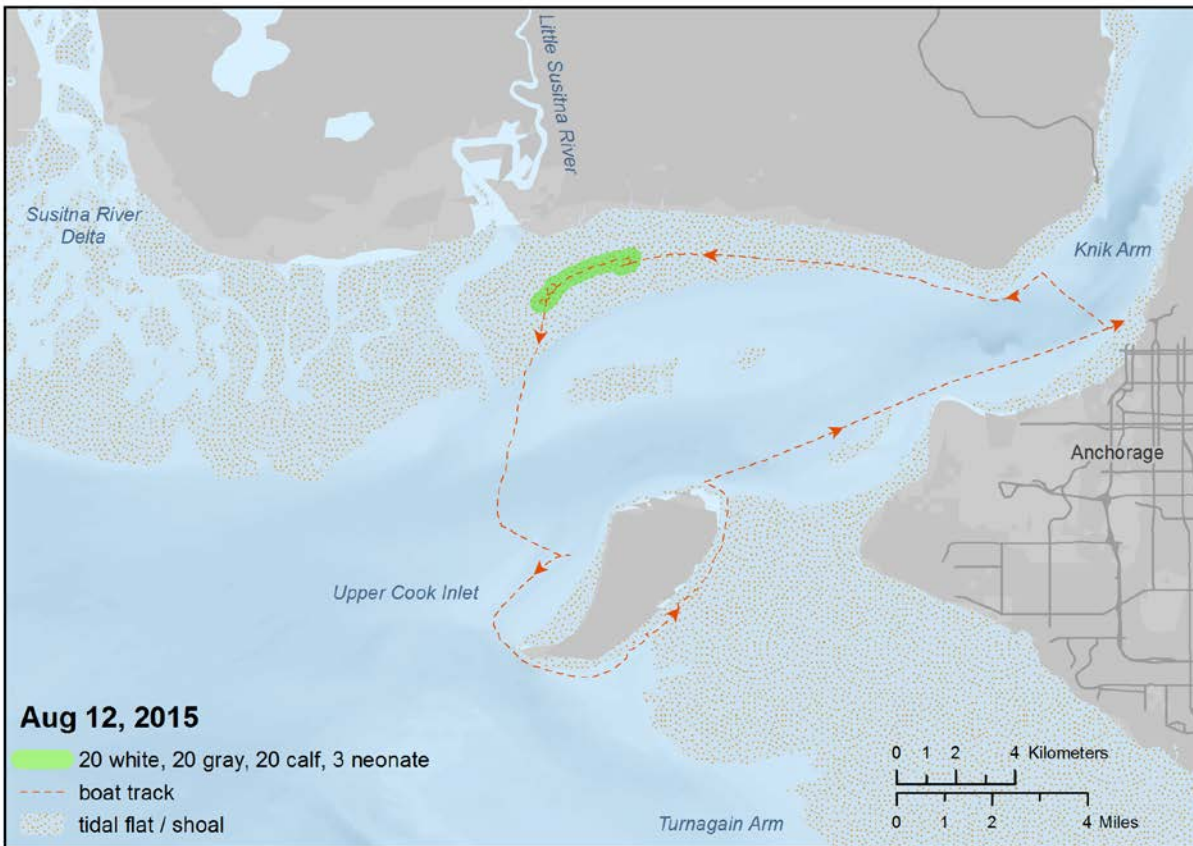 Little Susitna River
Susitna River
Delta
Knik Arm
Anchorage
Upper Cook Inlet
Aug 12, 2015
20 white, 20 gray, 20 calf, 3 neonate
boat track
tidal flat / shoal
Turnagain Arm
0 1 2 4 Kilometers
0 1 2 4 Miles